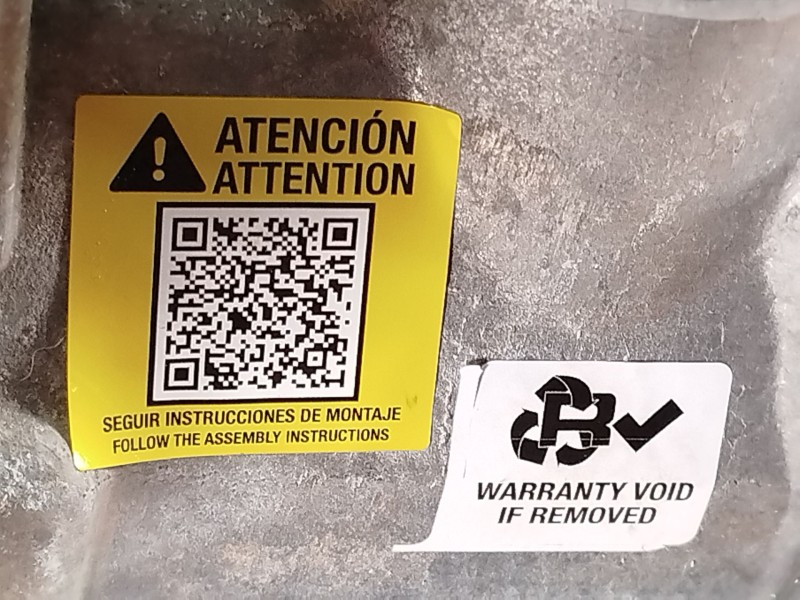 ATENCIÓN
ATTENTION
SEGUIR INSTRUCCIONES DE MONTAJE
FOLLOW THE ASSEMBLY INSTRUCTIONS
B
WARRANTY VOID
IF REMOVED